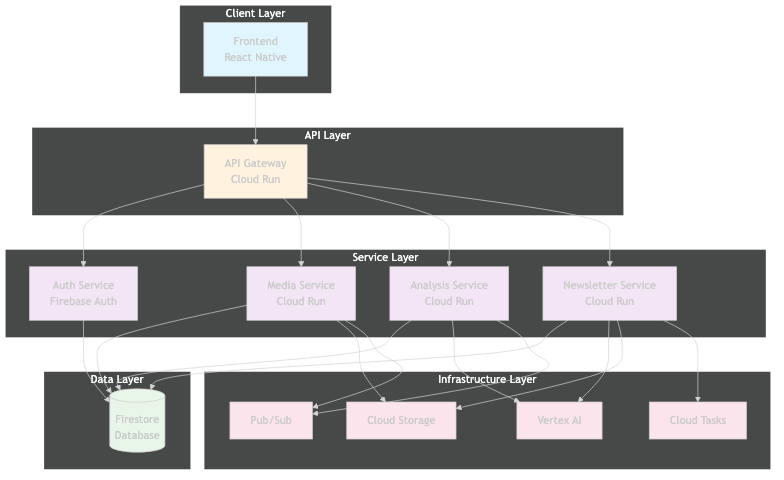 Client Layer
Frontend
React Native
API Layer
API Gateway
Cloud Run
Service Layer
Auth Service
Firebase Auth
Media Service
Cloud Run
Analysis Service
Cloud Run
Newsletter Service
Cloud Run
Data Layer
Firestore
Database
Infrastructure Layer
Pub/Sub
Cloud Storage
Vertex AI
Cloud Tasks